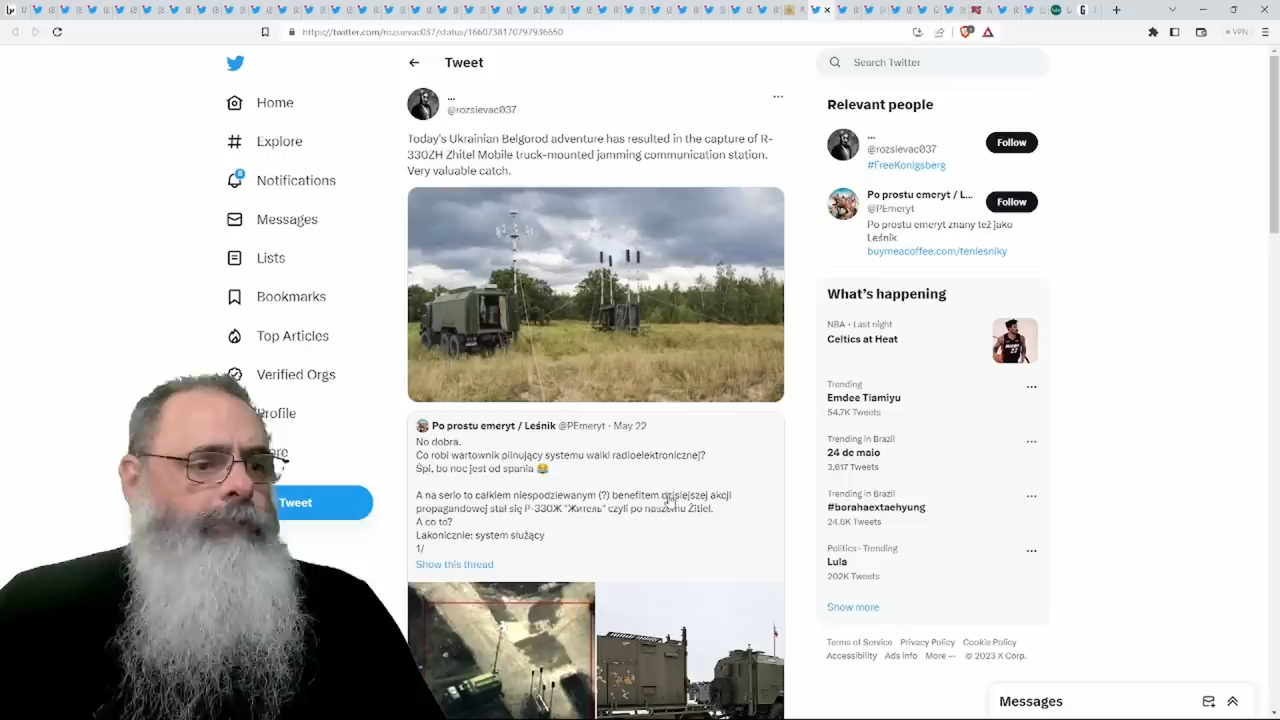 https://twitter.com/rozsievac037/status/1660738170797936650
VPN
Home
Explore
8
Notifications
Messages
Lists
Bookmarks
Top Articles
Verified Orgs
Profile
Tweet
Tweet
...
@rozsievac037
Today's Ukrainian Belgorod adventure has resulted in the capture of R-
330ZH Zhitel Mobile truck-mounted jamming communication station.
Very valuable catch.
Po prostu emeryt / Leśnik @PEmeryt · May 22
No dobra.
Co robi wartownik pilnujący systemu walki radioelektronicznej?
Śpi, bo noc jest od spania 😂
A na serio to całkiem niespodziewanym (?) benefitem dzisiejszej akcji
propagandowej stał się Р-330Ж "Житель" czyli po naszemu Żitiel.
A co to?
Lakonicznie: system służący
1/
Show this thread
Search Twitter
Relevant people
...
@rozsievac037
Follow
#FreeKonigsberg
Po prostu emeryt / L...
@PEmeryt
Follow
Po prostu emeryt znany też jako
Leśnik
buymeacoffee.com/tenlesniky
What's happening
NBA · Last night
Celtics at Heat
Trending
Emdee Tiamiyu
54.7K Tweets
Trending in Brazil
24 de maio
3,617 Tweets
Trending in Brazil
#borahaextaehyung
24.6K Tweets
Politics · Trending
Lula
202K Tweets
Show more
Terms of Service Privacy Policy Cookie Policy
Accessibility Ads info More ··· © 2023 X Corp.
Messages